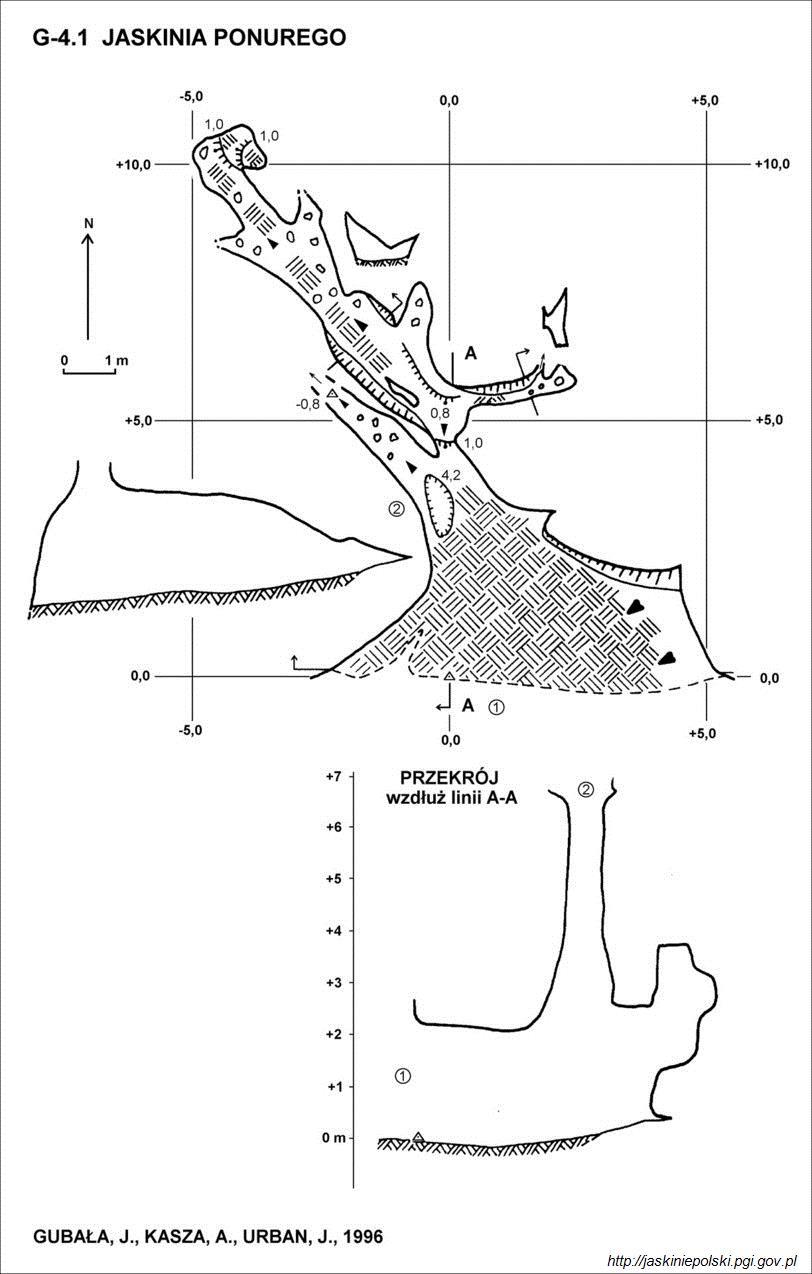 G-4.1 JASKINIA PONUREGO
-5,0 0,0 +5,0
1,0 1,0
+10,0 +10,0
N
0 1 m
A
-0,8
0,8
+5,0 +5,0
1,0
4,2
2
0,0 0,0
A 1
-5,0 0,0 +5,0
+7
PRZEKRÓJ
wzdłuż linii A-A
2
+6
+5
+4
+3
+2
1
+1
0 m
GUBAŁA, J., KASZA, A., URBAN, J., 1996
http://jaskiniepolski.pgi.gov.pl